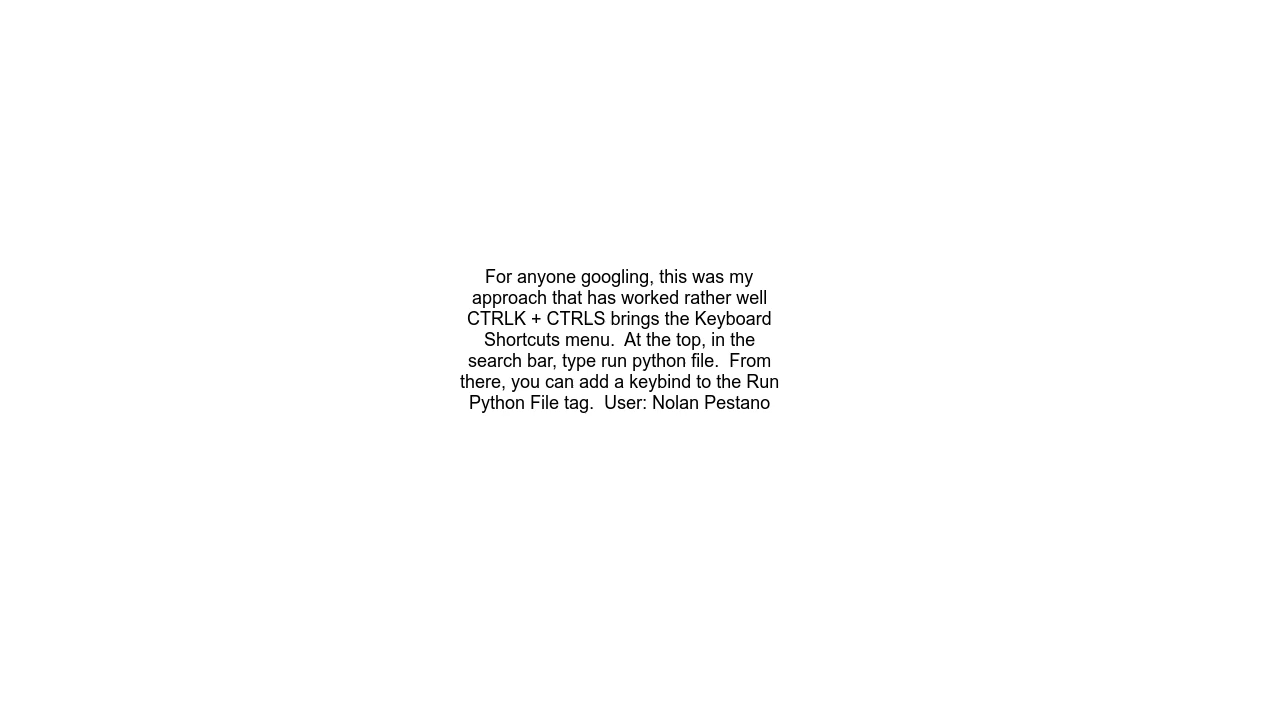 For anyone googling, this was my
approach that has worked rather well
CTRLK + CTRLS brings the Keyboard
Shortcuts menu.  At the top, in the
search bar, type run python file.  From
there, you can add a keybind to the Run
Python File tag.  User: Nolan Pestano